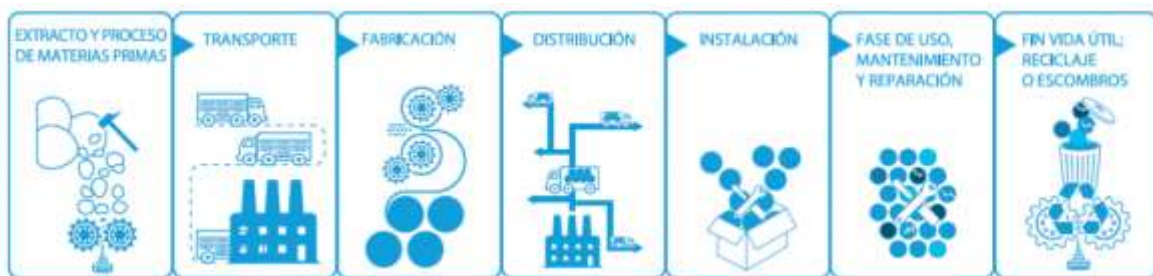 EXTRACTO Y PROCESO
DE MATERIAS PRIMAS
TRANSPORTE
FABRICACIÓN
DISTRIBUCIÓN
INSTALACIÓN
FASE DE USO,
MANTENIMIENTO
Y REPARACIÓN
FIN VIDA ÚTIL;
RECICLAJE
O ESCOMBROS